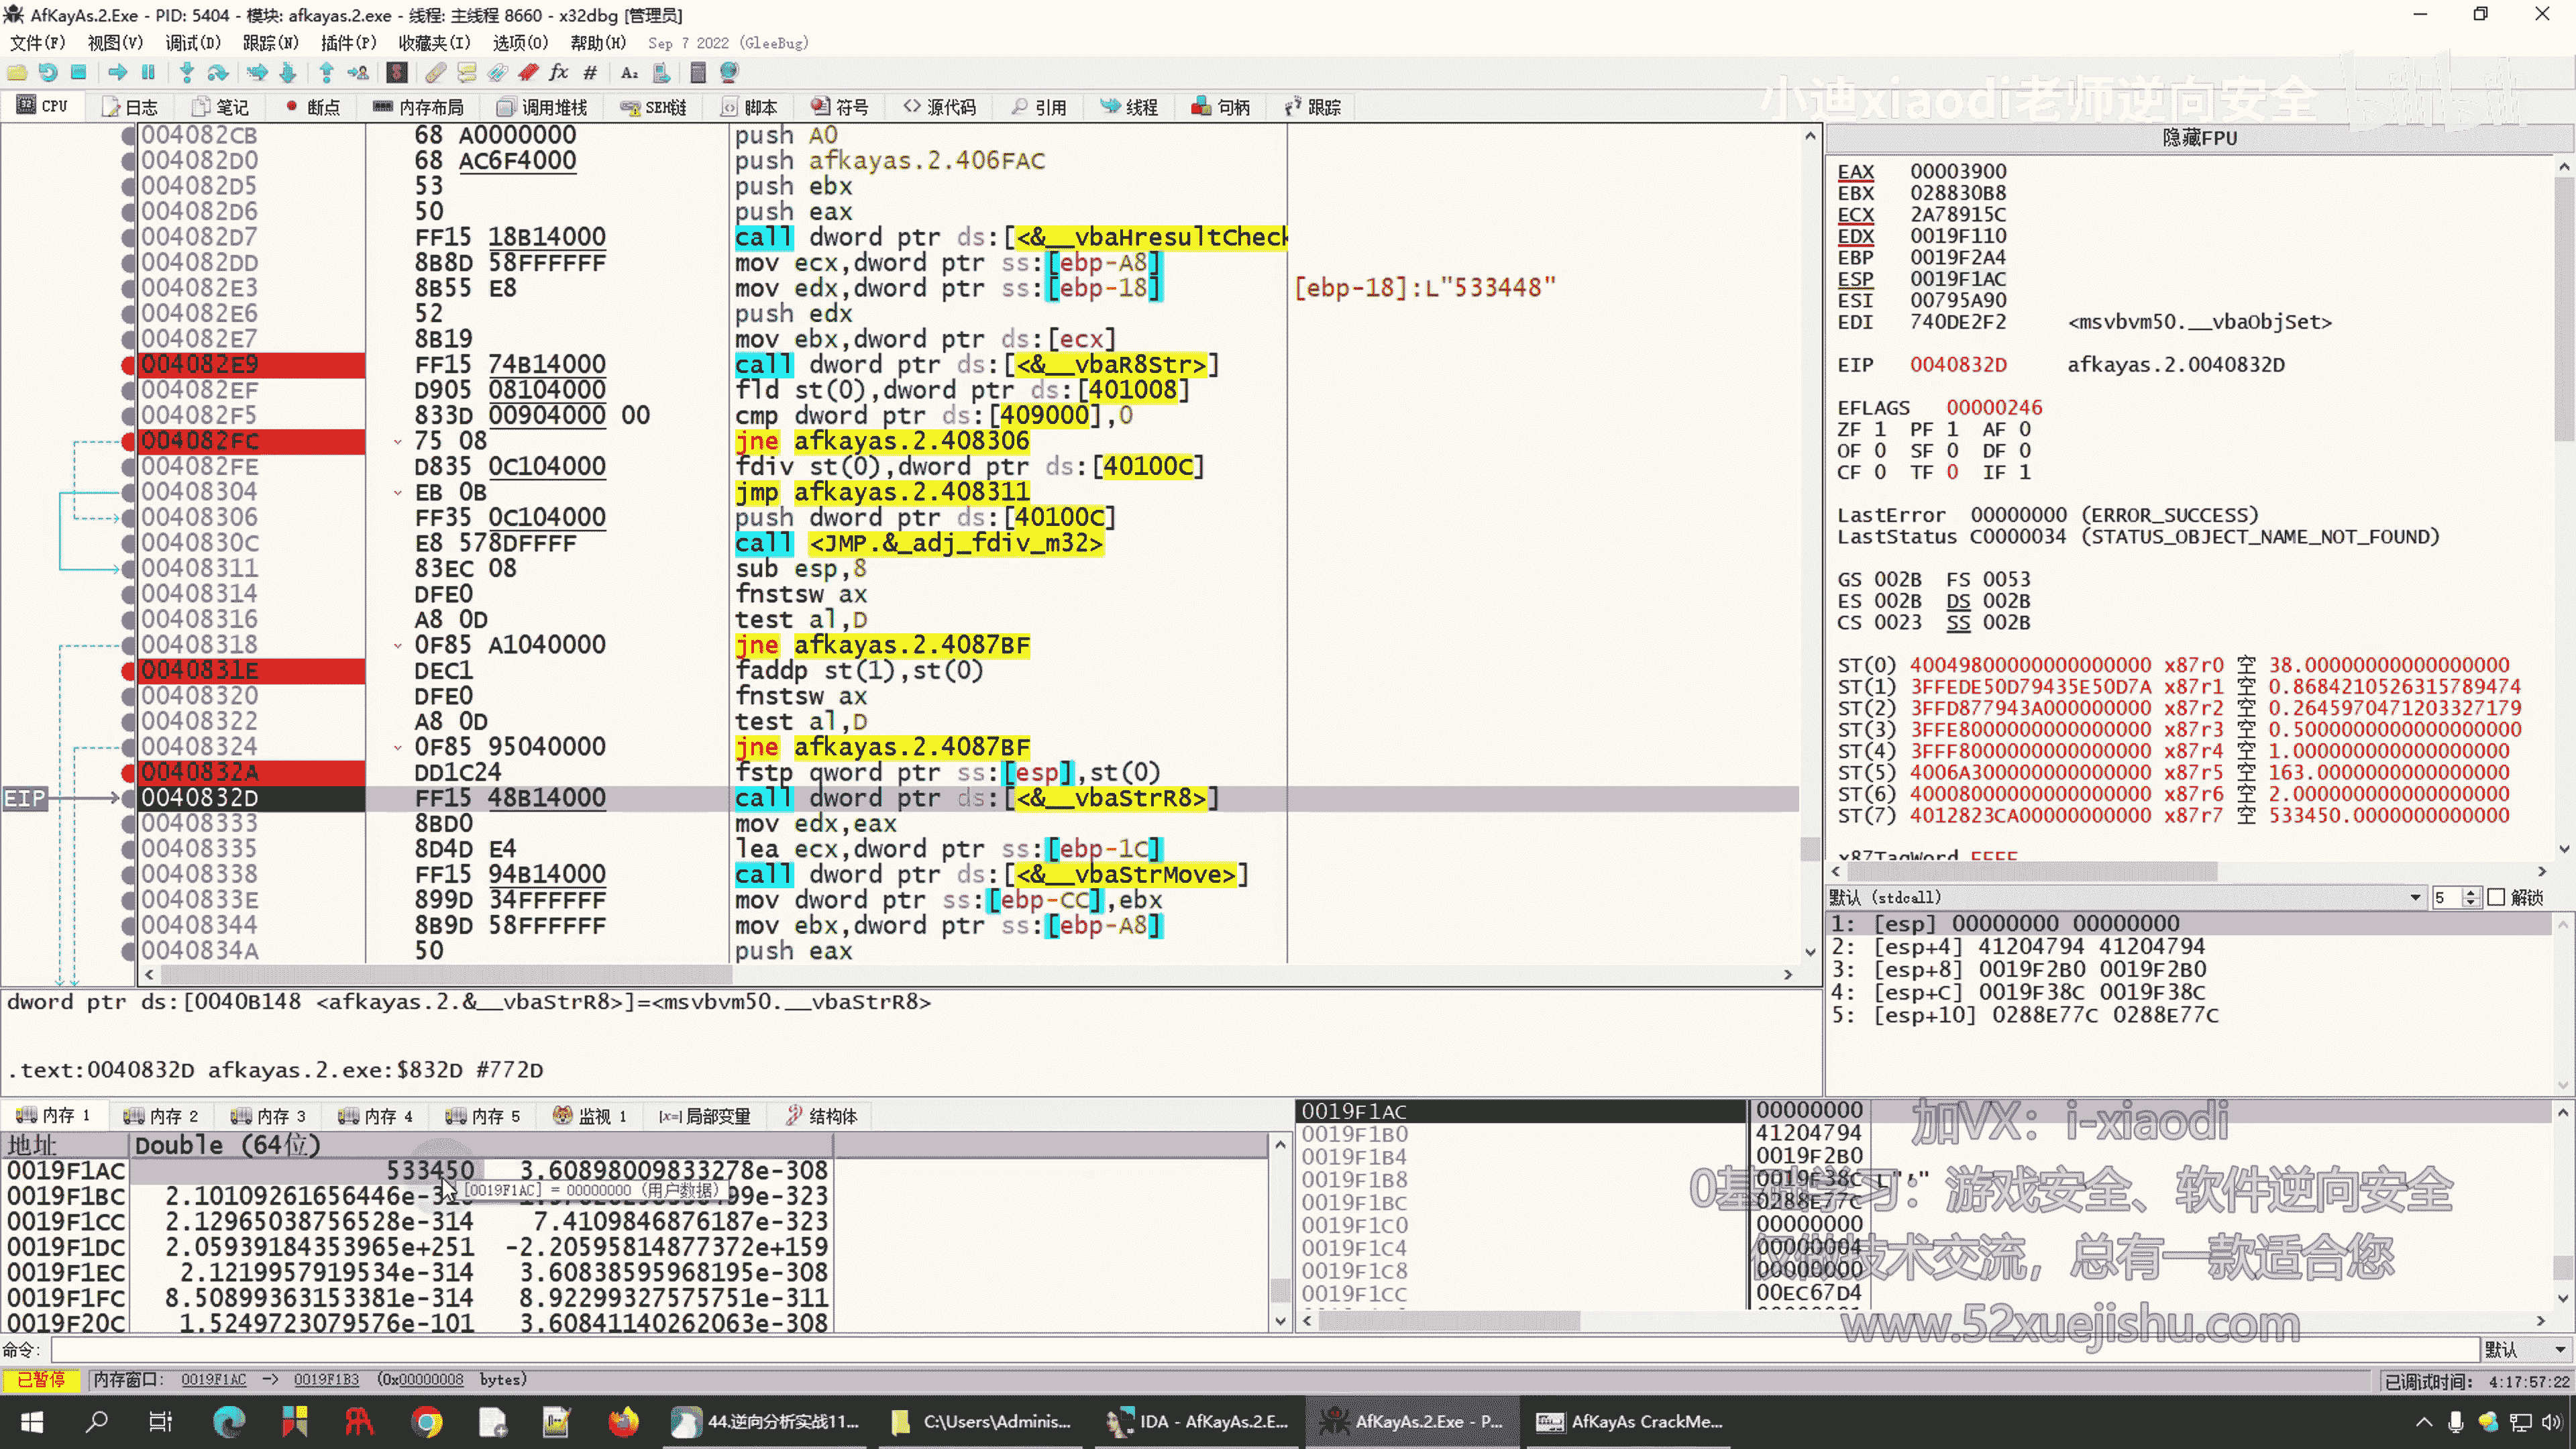 AfKayAs.2.Exe - PID: 5404 - 模块: afkayas.2.exe - 线程: 主线程 8660 - x32dbg [管理员]
文件(F) 视图(V) 调试(D) 跟踪(N) 插件(P) 收藏夹(I) 选项(O) 帮助(H) Sep 7 2022 (GleeBug)
小迪xiaodi老师逆向安全
CPU 日志 笔记 断点 内存布局 调用堆栈 SEH链 脚本 符号 源代码 引用 线程 句柄 跟踪
004082CB 68 A0000000 push A0
004082D0 68 AC6F4000 push afkayas.2.406FAC
004082D5 53 push ebx
004082D6 50 push eax
004082D7 FF15 18B14000 call dword ptr ds:[<&__vbaHresultCheck
004082DD 8B8D 58FFFFFF mov ecx,dword ptr ss:[ebp-A8]
004082E3 8B55 E8 mov edx,dword ptr ss:[ebp-18] [ebp-18]:L"533448"
004082E6 52 push edx
004082E7 8B19 mov ebx,dword ptr ds:[ecx]
004082E9 FF15 74B14000 call dword ptr ds:[<&__vbaR8Str>]
004082EF D905 08104000 fld st(0),dword ptr ds:[401008]
004082F5 833D 00904000 00 cmp dword ptr ds:[409000],0
004082FC 75 08 jne afkayas.2.408306
004082FE D835 0C104000 fdiv st(0),dword ptr ds:[40100C]
00408304 EB 0B jmp afkayas.2.408311
00408306 FF35 0C104000 push dword ptr ds:[40100C]
0040830C E8 578DFFFF call <JMP.&_adj_fdiv_m32>
00408311 83EC 08 sub esp,8
00408314 DFE0 fnstsw ax
00408316 A8 0D test al,D
00408318 0F85 A1040000 jne afkayas.2.4087BF
0040831E DEC1 faddp st(1),st(0)
00408320 DFE0 fnstsw ax
00408322 A8 0D test al,D
00408324 0F85 95040000 jne afkayas.2.4087BF
0040832A DD1C24 fstp qword ptr ss:[esp],st(0)
EIP 0040832D FF15 48B14000 call dword ptr ds:[<&__vbaStrR8>]
00408333 8BD0 mov edx,eax
00408335 8D4D E4 lea ecx,dword ptr ss:[ebp-1C]
00408338 FF15 94B14000 call dword ptr ds:[<&__vbaStrMove>]
0040833E 899D 34FFFFFF mov dword ptr ss:[ebp-CC],ebx
00408344 8B9D 58FFFFFF mov ebx,dword ptr ss:[ebp-A8]
0040834A 50 push eax
隐藏FPU
EAX 00003900
EBX 028830B8
ECX 2A78915C
EDX 0019F110
EBP 0019F2A4
ESP 0019F1AC
ESI 00795A90
EDI 740DE2F2 <msvbvm50.__vbaObjSet>
EIP 0040832D afkayas.2.0040832D
EFLAGS 00000246
ZF 1 PF 1 AF 0
OF 0 SF 0 DF 0
CF 0 TF 0 IF 1
LastError 00000000 (ERROR_SUCCESS)
LastStatus C0000034 (STATUS_OBJECT_NAME_NOT_FOUND)
GS 002B FS 0053
ES 002B DS 002B
CS 0023 SS 002B
ST(0) 40049800000000000000 x87r0 空 38.00000000000000000
ST(1) 3FFEDE50D79435E50D7A x87r1 空 0.8684210526315789474
ST(2) 3FFD877943A000000000 x87r2 空 0.2645970471203327179
ST(3) 3FFE8000000000000000 x87r3 空 0.5000000000000000000
ST(4) 3FFF8000000000000000 x87r4 空 1.000000000000000000
ST(5) 4006A300000000000000 x87r5 空 163.0000000000000000
ST(6) 40008000000000000000 x87r6 空 2.000000000000000000
ST(7) 4012823CA00000000000 x87r7 空 533450.0000000000000
x87TagWord FFFF
默认 (stdcall) 5 解锁
1: [esp] 00000000 00000000
2: [esp+4] 41204794 41204794
3: [esp+8] 0019F2B0 0019F2B0
4: [esp+C] 0019F38C 0019F38C
5: [esp+10] 0288E77C 0288E77C
dword ptr ds:[0040B148 <afkayas.2.&__vbaStrR8>]=<msvbvm50.__vbaStrR8>
.text:0040832D afkayas.2.exe:$832D #772D
内存 1 内存 2 内存 3 内存 4 内存 5 监视 1 [x=] 局部变量 结构体
地址 Double (64位)
0019F1AC 533450 3.60898009833278e-308
0019F1BC 2.10109261656446e-3 99e-323
[0019F1AC] = 00000000 (用户数据)
0019F1CC 2.12965038756528e-314 7.4109846876187e-323
0019F1DC 2.05939184353965e+251 -2.20595814877372e+159
0019F1EC 2.1219957919534e-314 3.60838595968195e-308
0019F1FC 8.50899363153381e-314 8.92299327575751e-311
0019F20C 1.5249723079576e-101 3.60841140262063e-308
0019F1AC 00000000
0019F1B0 41204794
0019F1B4 0019F2B0
0019F1B8 0019F38C L";"
0019F1BC 0288E77C
0019F1C0 00000000
0019F1C4 00000004
0019F1C8 00000000
0019F1CC 00EC67D4
加VX：i-xiaodi
0基础学习：游戏安全、软件逆向安全
技术交流，总有一款适合您
www.52xuejishu.com
命令: 默认
已暂停 内存窗口: 0019F1AC -> 0019F1B3 (0x00000008 bytes) 已调试时间: 4:17:57:22
44.逆向分析实战11... C:\Users\Adminis... IDA - AfKayAs.2.E... AfKayAs.2.Exe - P... AfKayAs CrackMe...